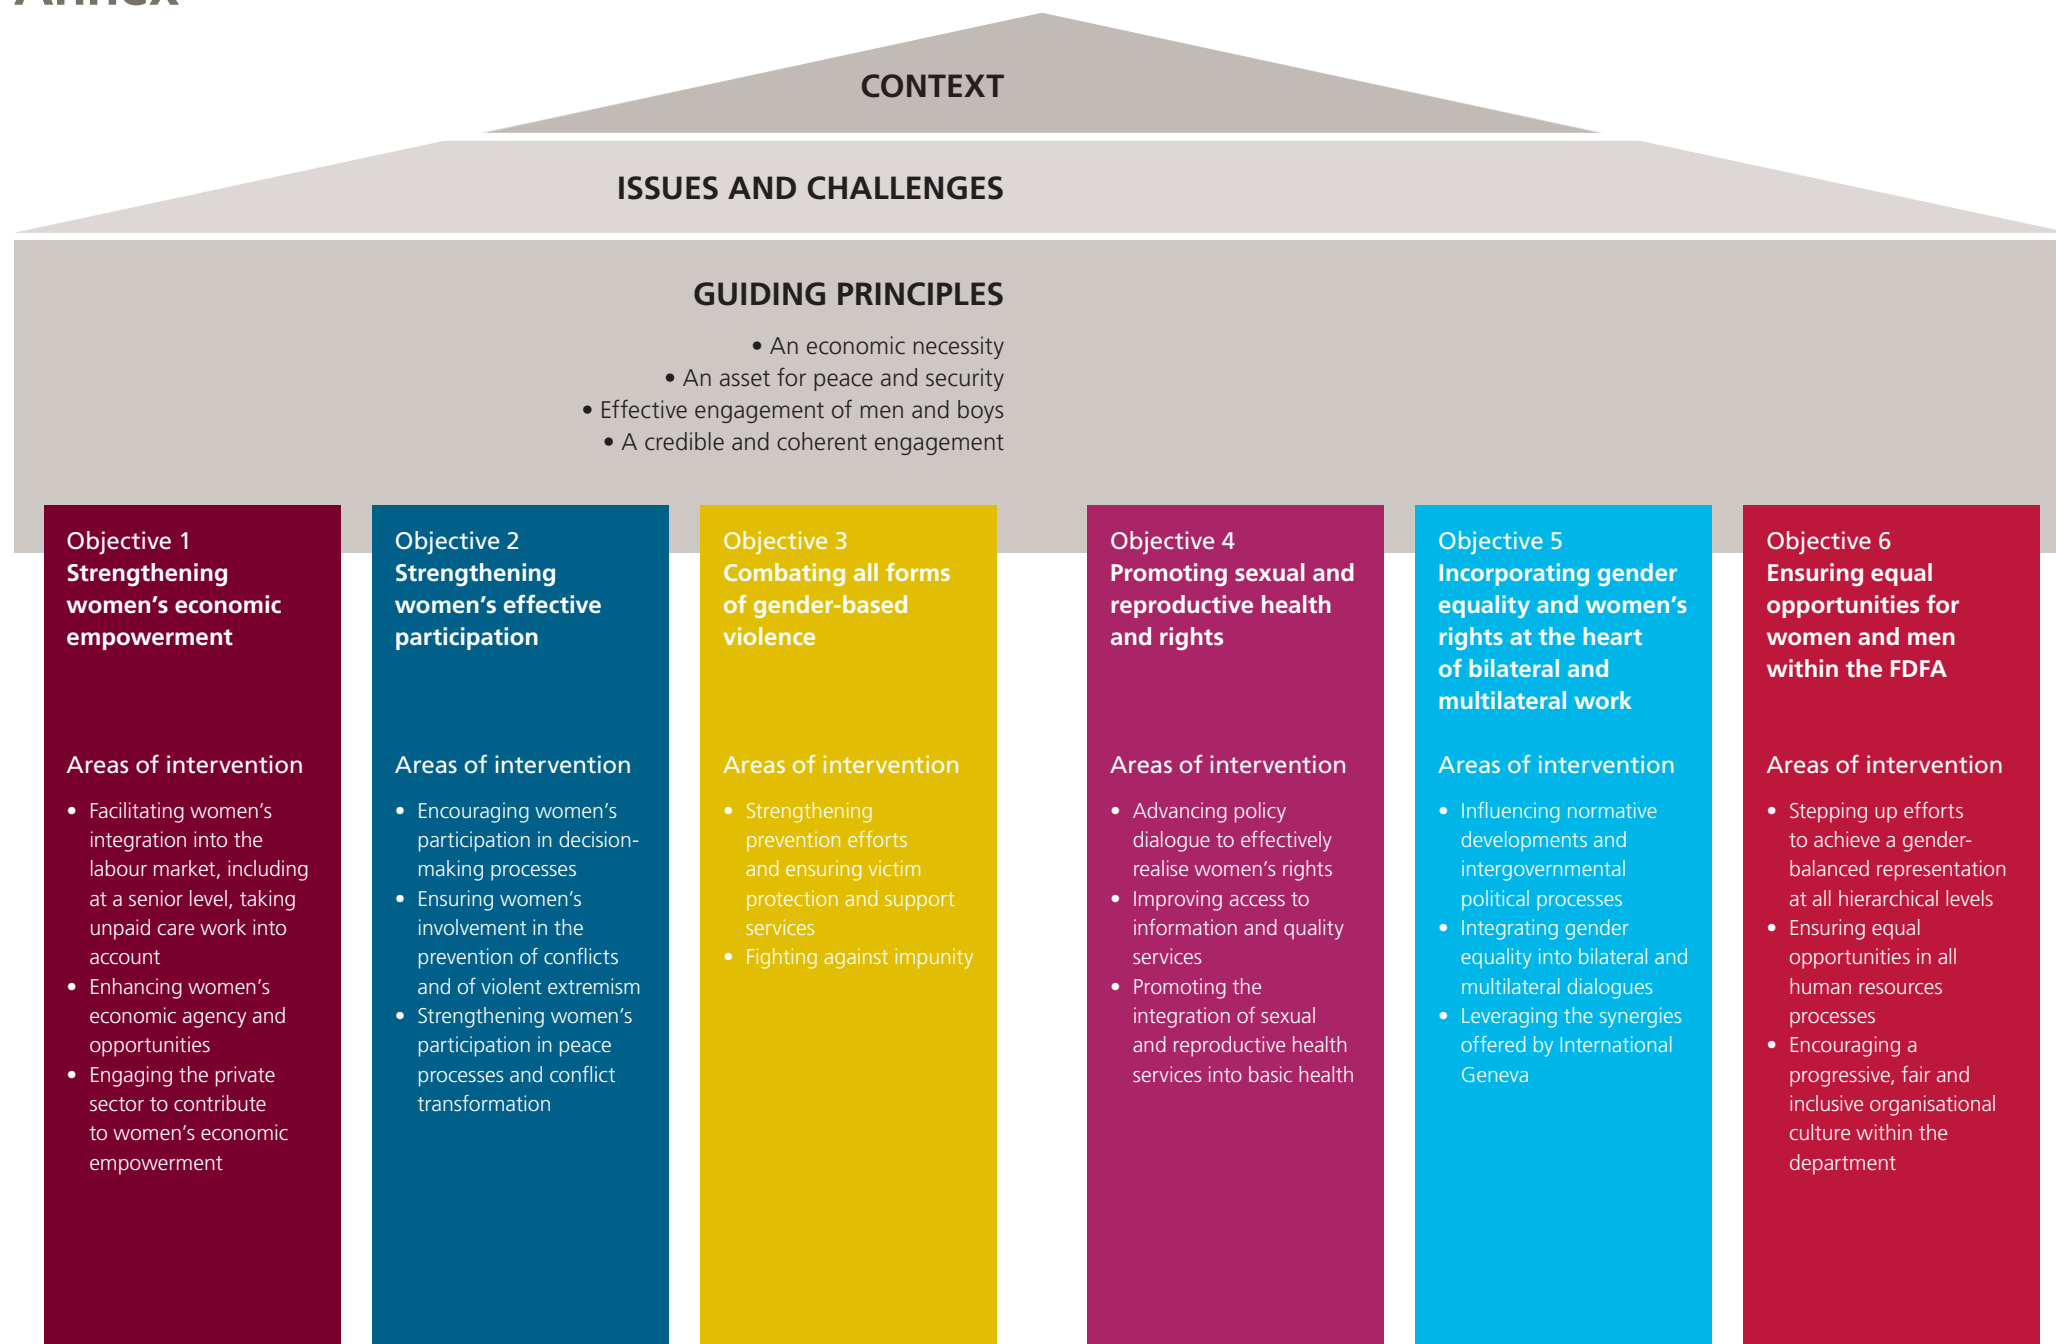 Annex
CONTEXT
ISSUES AND CHALLENGES
GUIDING PRINCIPLES
• An economic necessity
• An asset for peace and security
• Effective engagement of men and boys
• A credible and coherent engagement
Objective 1
Strengthening
women’s economic
empowerment
Areas of intervention
• Facilitating women’s
integration into the
labour market, including
at a senior level, taking
unpaid care work into
account
• Enhancing women’s
economic agency and
opportunities
• Engaging the private
sector to contribute
to women’s economic
empowerment
Objective 2
Strengthening
women’s effective
participation
Areas of intervention
• Encouraging women’s
participation in decision-
making processes
• Ensuring women’s
involvement in the
prevention of conflicts
and of violent extremism
• Strengthening women’s
participation in peace
processes and conflict
transformation
Objective 3
Combating all forms
of gender-based
violence
Areas of intervention
• Strengthening
prevention efforts
and ensuring victim
protection and support
services
• Fighting against impunity
Objective 4
Promoting sexual and
reproductive health
and rights
Areas of intervention
• Advancing policy
dialogue to effectively
realise women’s rights
• Improving access to
information and quality
services
• Promoting the
integration of sexual
and reproductive health
services into basic health
Objective 5
Incorporating gender
equality and women’s
rights at the heart
of bilateral and
multilateral work
Areas of intervention
• Influencing normative
developments and
intergovernmental
political processes
• Integrating gender
equality into bilateral and
multilateral dialogues
• Leveraging the synergies
offered by International
Geneva
Objective 6
Ensuring equal
opportunities for
women and men
within the FDFA
Areas of intervention
• Stepping up efforts
to achieve a gender-
balanced representation
at all hierarchical levels
• Ensuring equal
opportunities in all
human resources
processes
• Encouraging a
progressive, fair and
inclusive organisational
culture within the
department